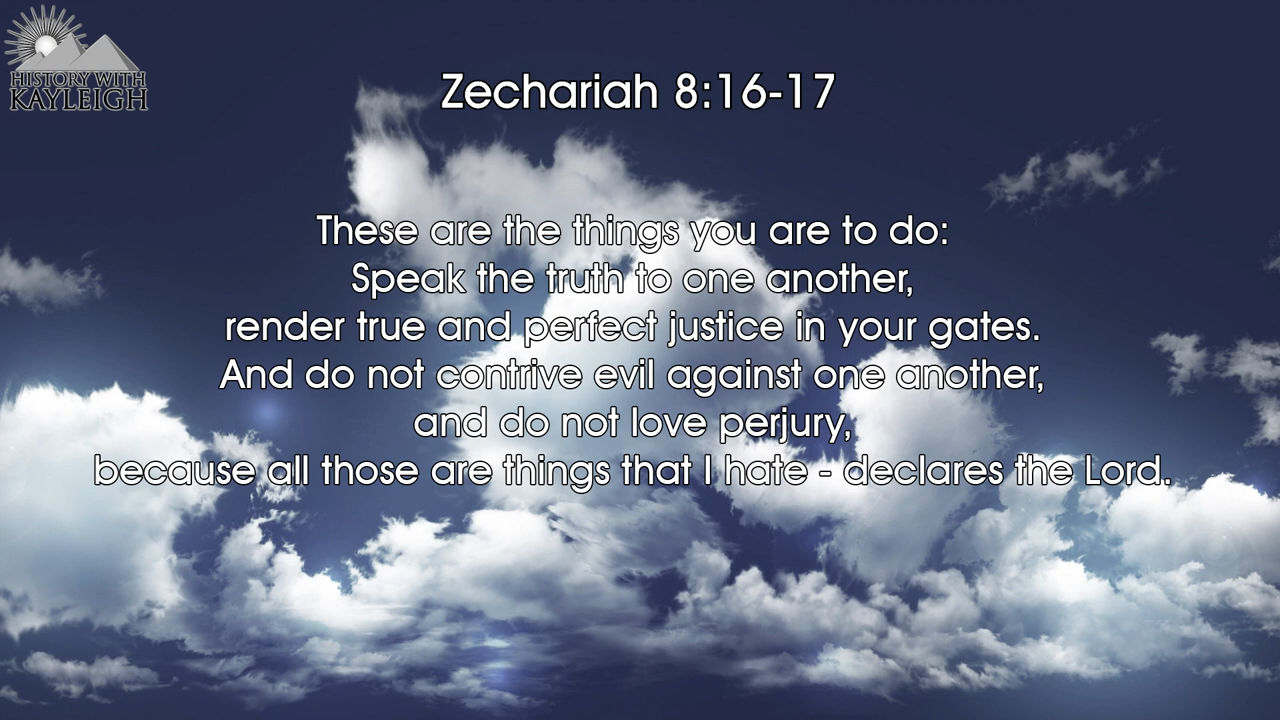 HISTORY WITH
KAYLEIGH
Zechariah 8:16-17
These are the things you are to do:
Speak the truth to one another,
render true and perfect justice in your gates.
And do not contrive evil against one another,
and do not love perjury,
because all those are things that I hate - declares the Lord.